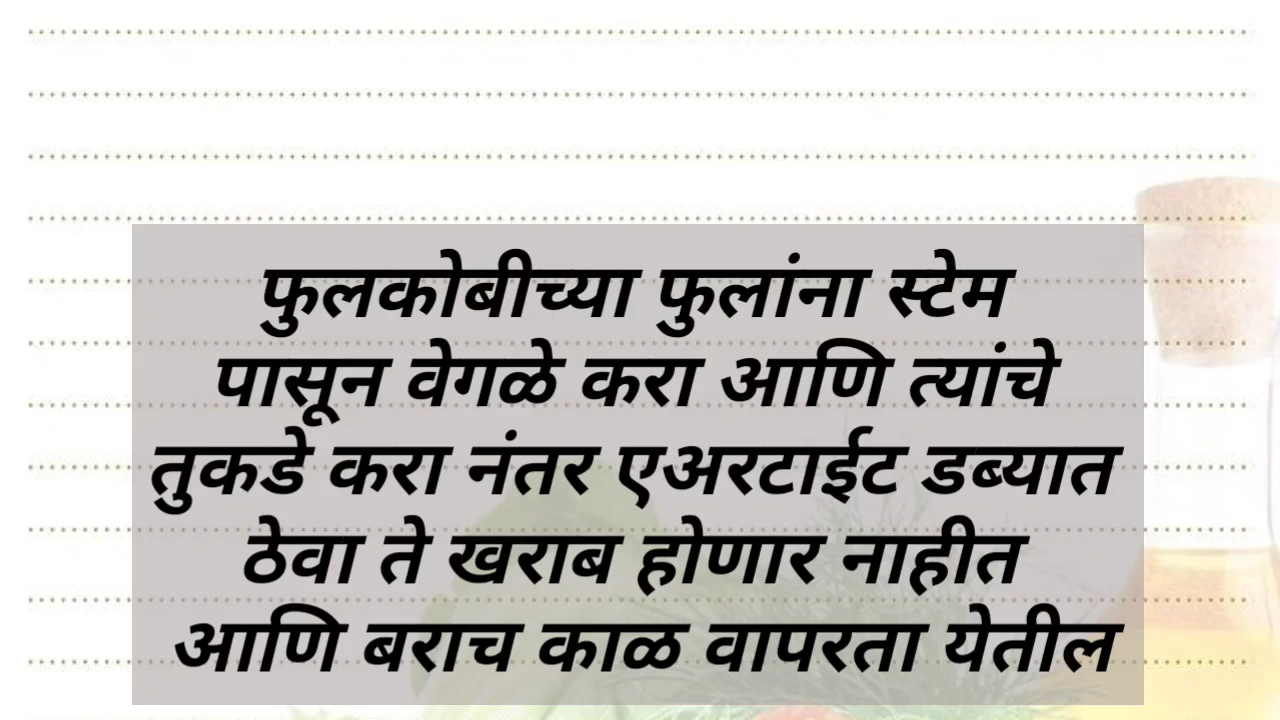 फुलकोबीच्या फुलांना स्टेम
पासून वेगळे करा आणि त्यांचे
तुकडे करा नंतर एअरटाईट डब्यात
ठेवा ते खराब होणार नाहीत
आणि बराच काळ वापरता येतील